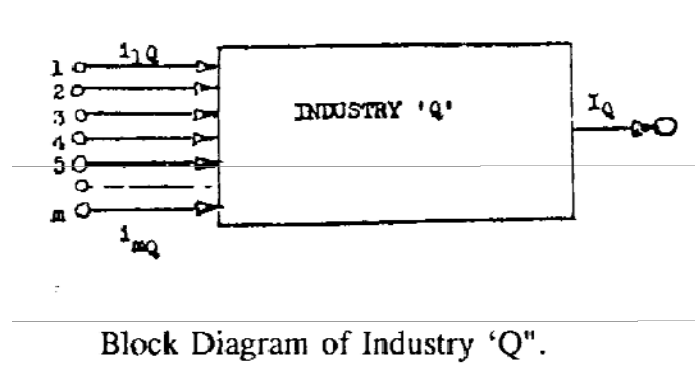 i1Q
1
2
3
4
5
m
imQ
INDUSTRY 'Q'
IQ
Block Diagram of Industry ‘Q".